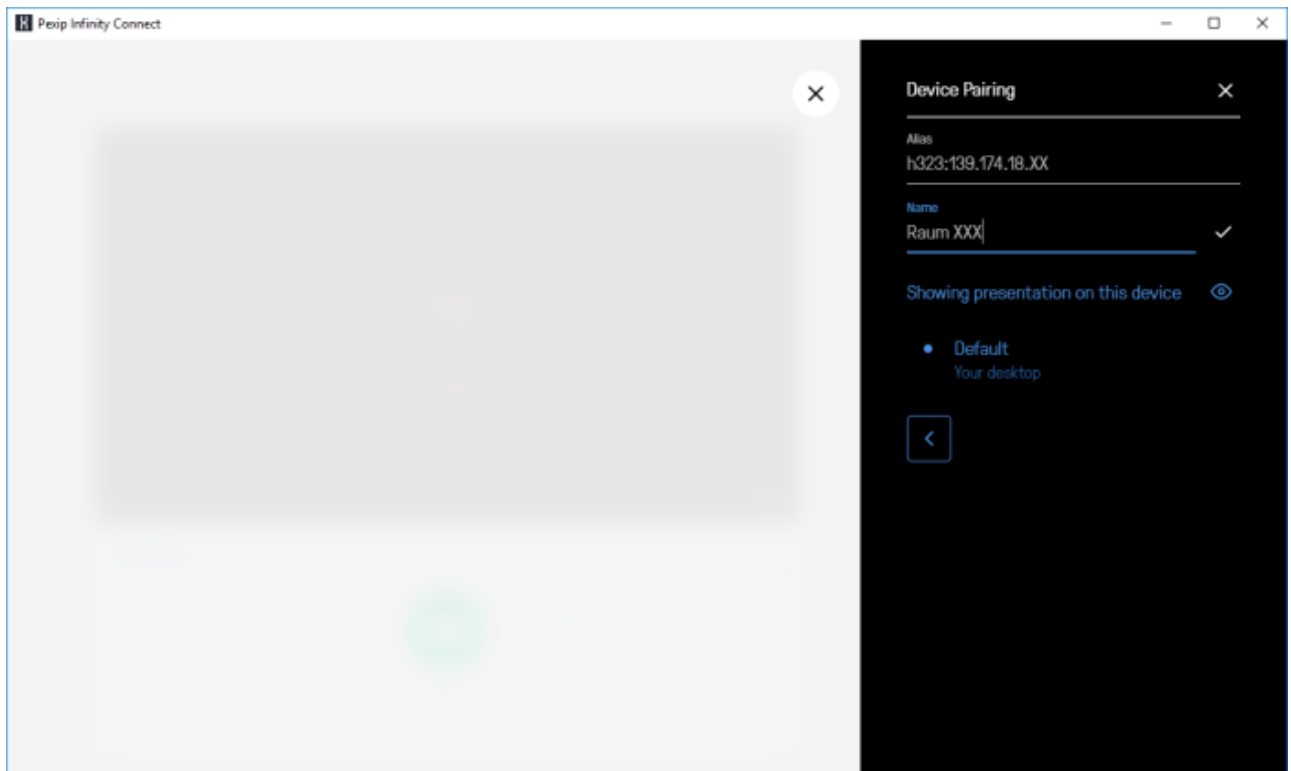 Pexip Infinity Connect
Device Pairing
Alias
h323:139.174.18.XX
Name
Raum XXX
Showing presentation on this device
Default
Your desktop